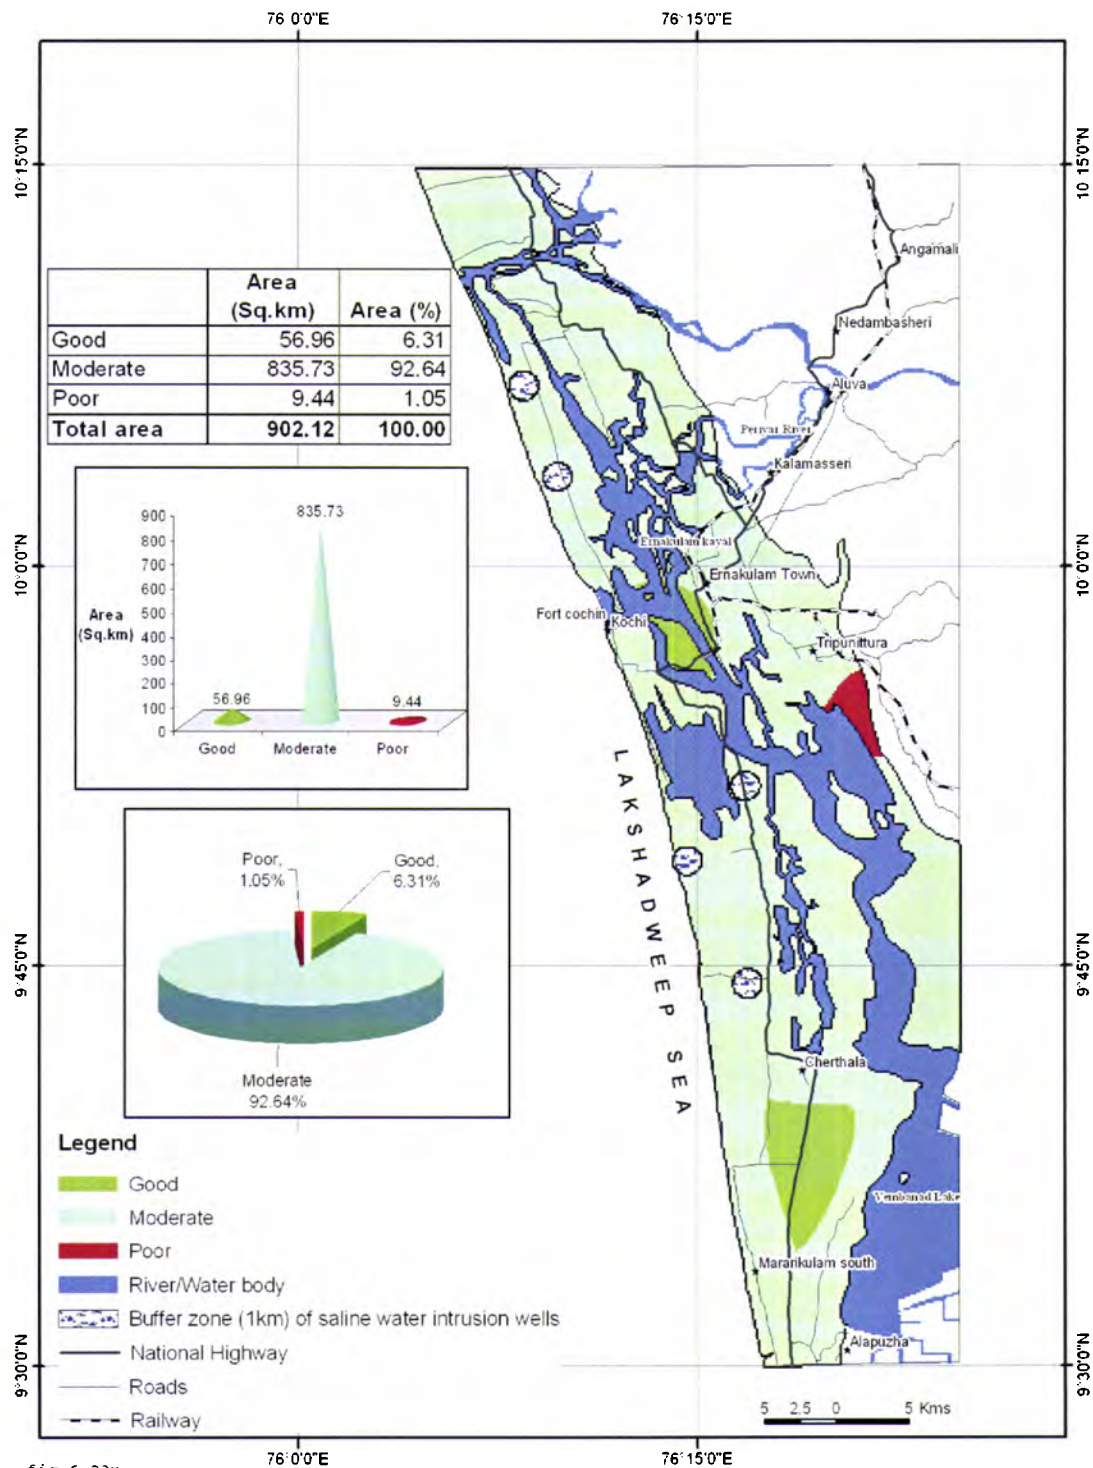 76°0'0"E 76°15'0"E
10°15'0"N 10°15'0"N
Angamali
Area
(Sq.km) Area (%)
Good 56.96 6.31
Moderate 835.73 92.64
Poor 9.44 1.05
Total area 902.12 100.00
Nedambasheri
Aluva
Periyar River
Kalamasseri
900
800
700
600
500
400
300
200
100
0
Area
(Sq.km)
835.73
56.96
9.44
Good Moderate Poor
Ernakulam kayal
10°0'0"N 10°0'0"N
Ernakulam Town
Fort cochin
Kochi
Tripunittura
LAKSHADWEEP SEA
Poor,
1.05%
Good,
6.31%
Moderate
92.64%
9°45'0"N 9°45'0"N
Cherthala
Vembanad Lake
Mararikulam south
Alapuzha
Legend
Good
Moderate
Poor
River/Water body
Buffer zone (1km) of saline water intrusion wells
National Highway
Roads
Railway
9°30'0"N 9°30'0"N
5 2.5 0 5 Kms
76°0'0"E 76°15'0"E